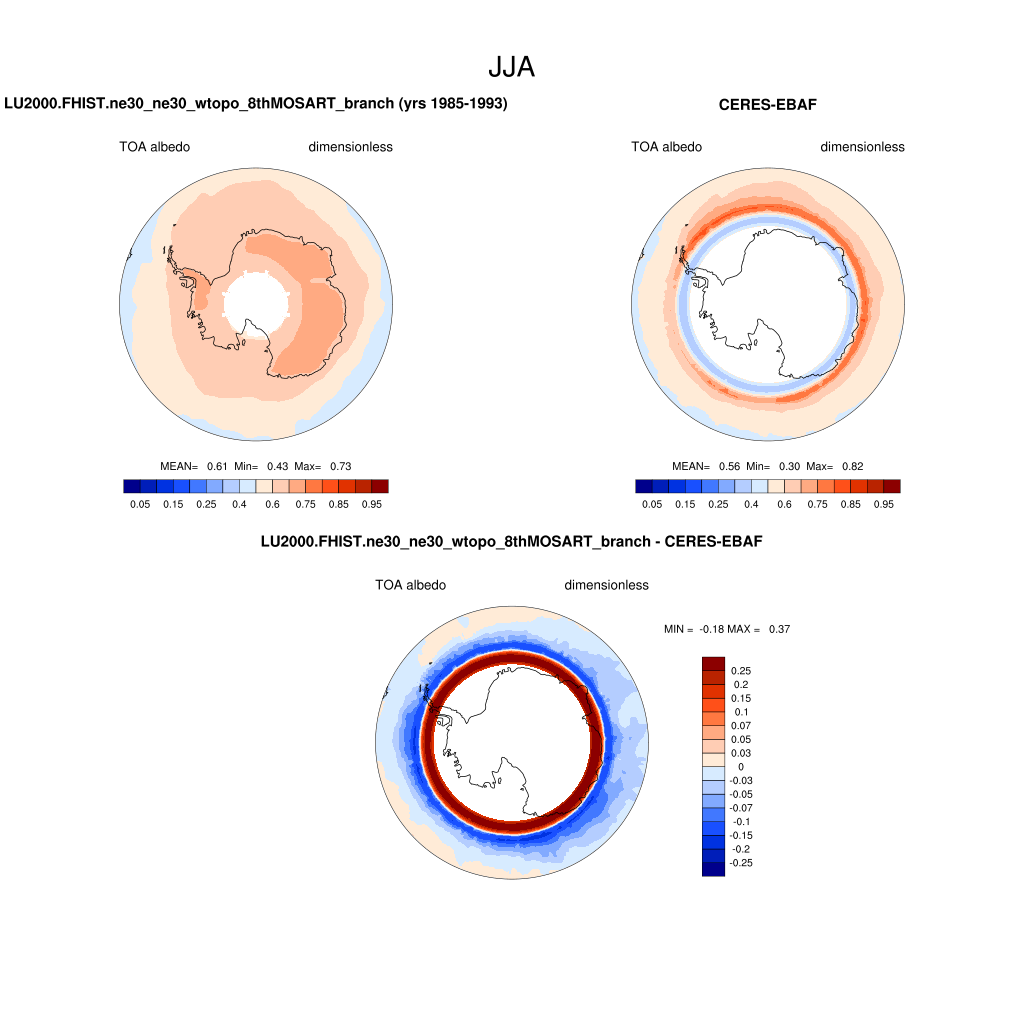 JJA
LU2000.FHIST.ne30_ne30_wtopo_8thMOSART_branch (yrs 1985-1993)
TOA albedo dimensionless
MEAN= 0.61 Min= 0.43 Max= 0.73
0.05 0.15 0.25 0.4 0.6 0.75 0.85 0.95
CERES-EBAF
TOA albedo dimensionless
MEAN= 0.56 Min= 0.30 Max= 0.82
0.05 0.15 0.25 0.4 0.6 0.75 0.85 0.95
LU2000.FHIST.ne30_ne30_wtopo_8thMOSART_branch - CERES-EBAF
TOA albedo dimensionless
MIN = -0.18 MAX = 0.37
0.25
0.2
0.15
0.1
0.07
0.05
0.03
0
-0.03
-0.05
-0.07
-0.1
-0.15
-0.2
-0.25